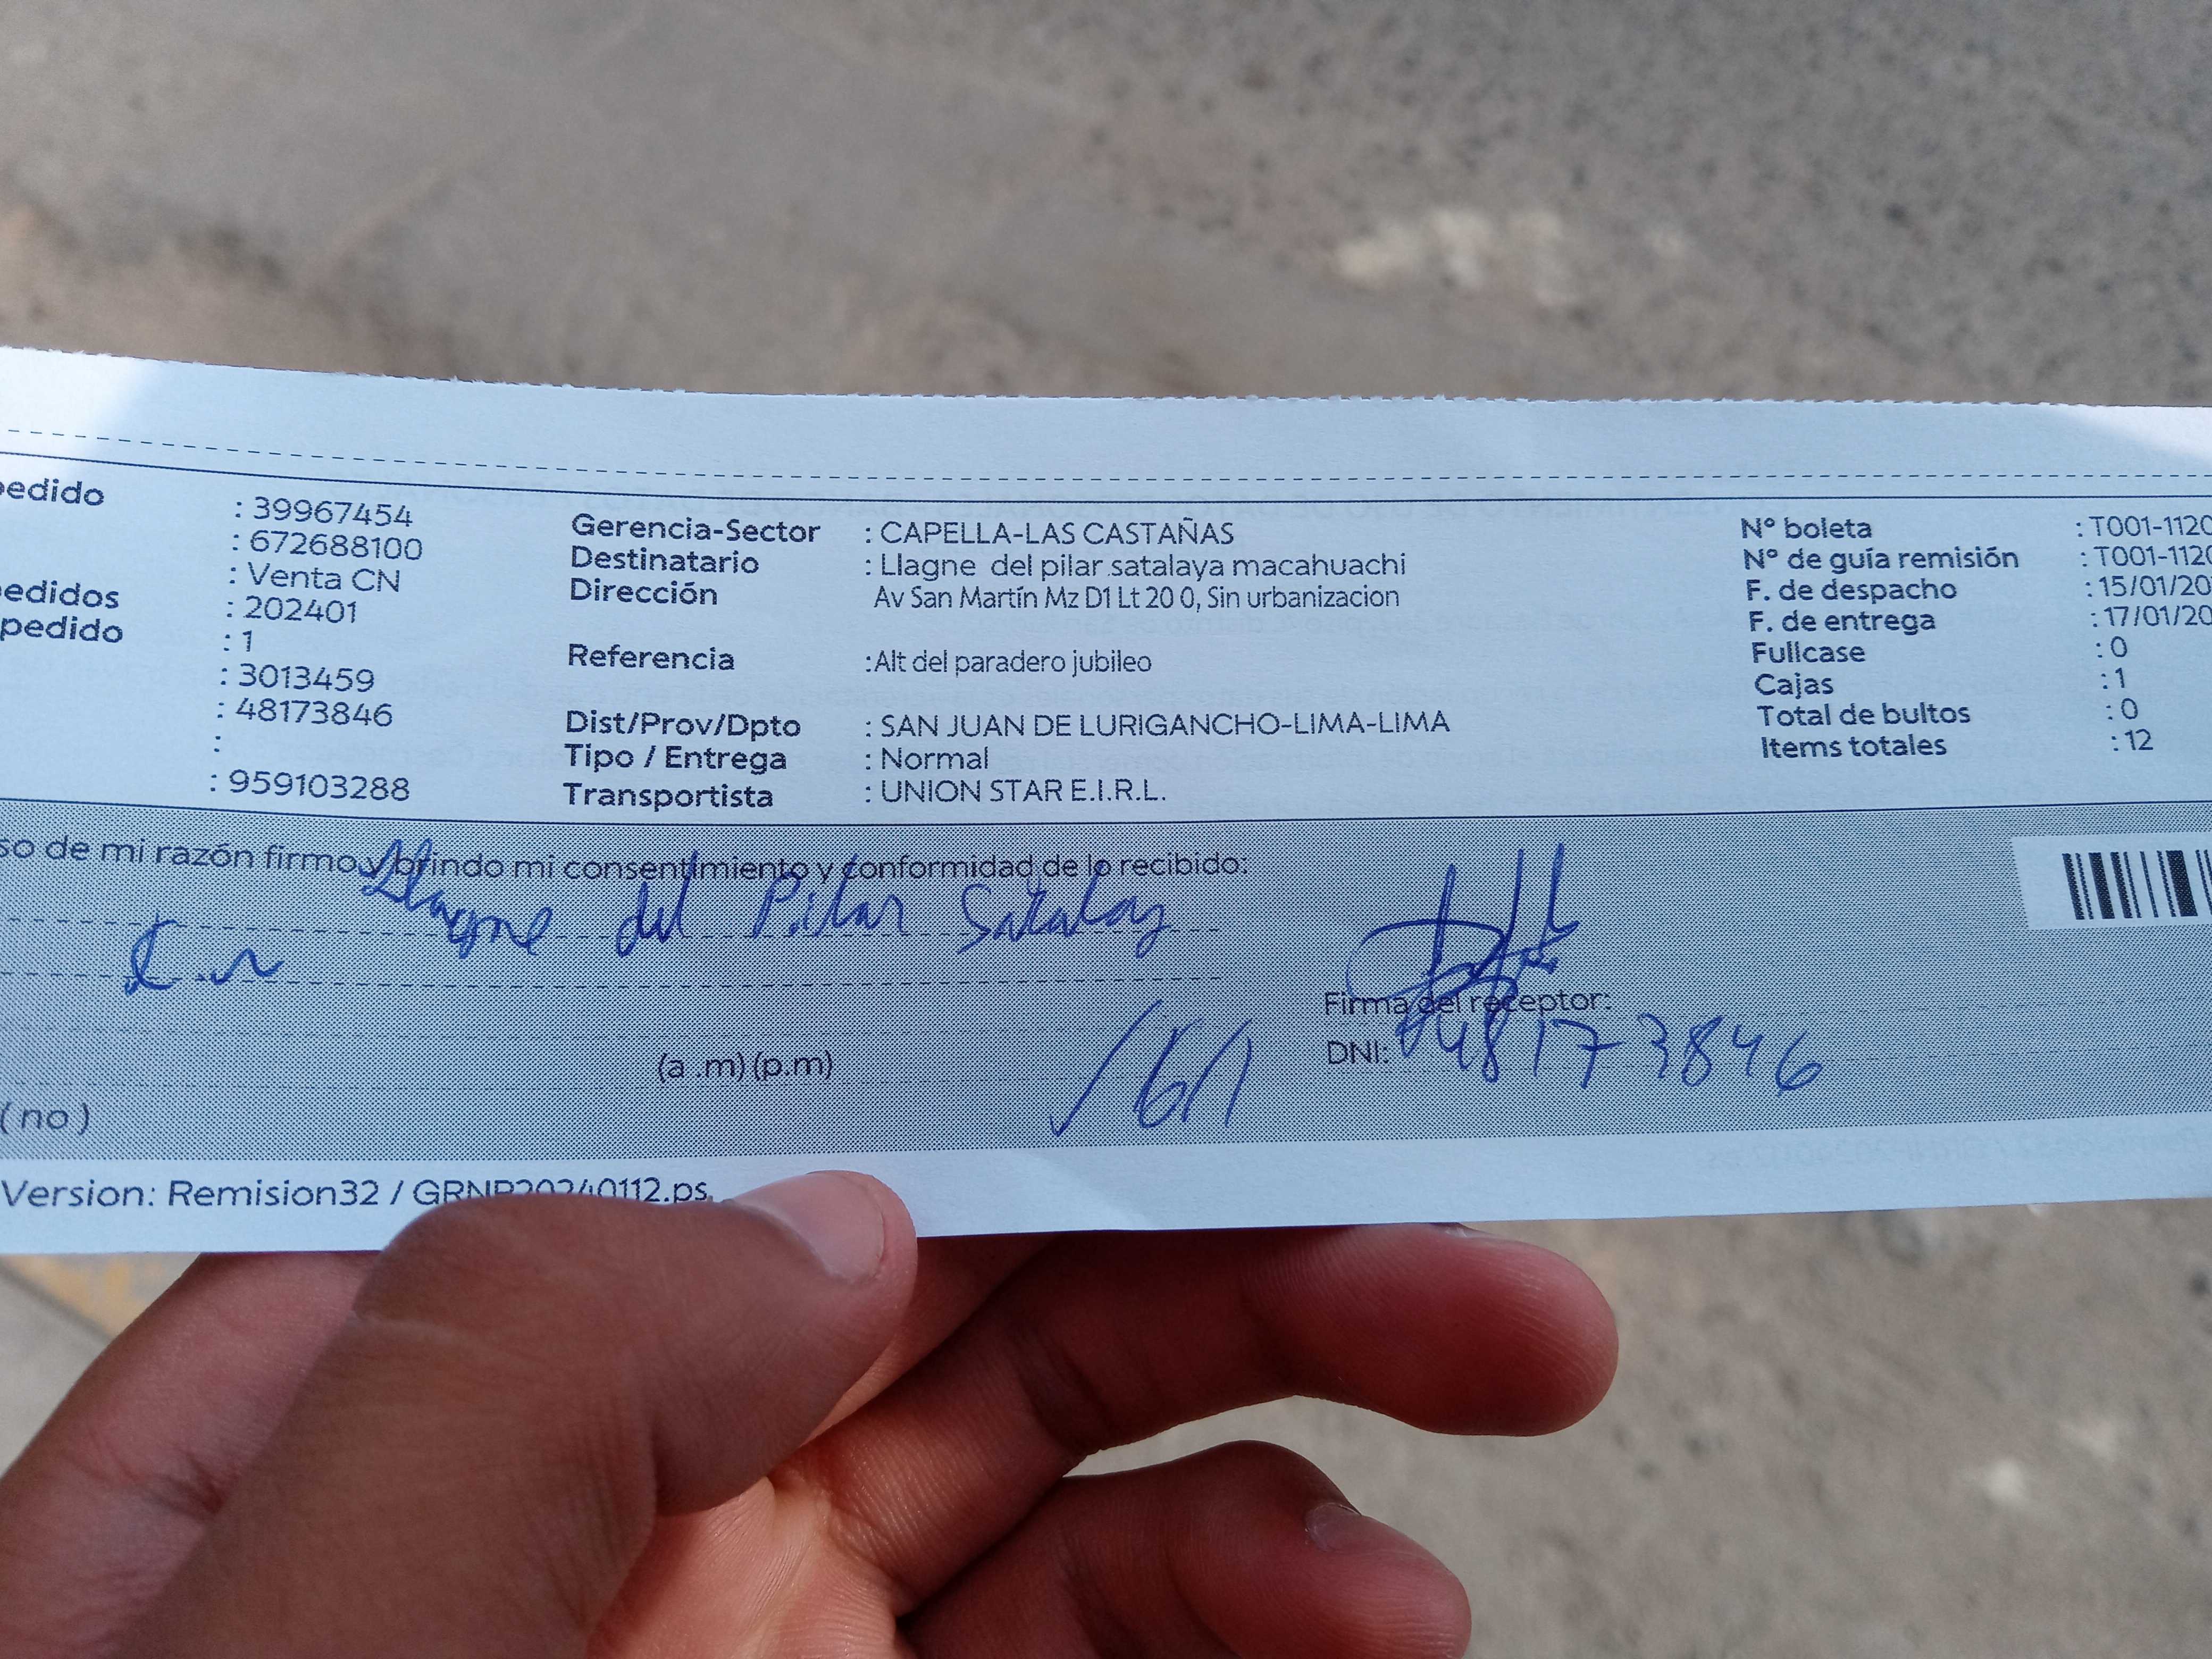 pedido : 39967454
: 672688100
: Venta CN
edidos : 202401
pedido : 1
: 3013459
: 48173846
:
: 959103288
Gerencia-Sector : CAPELLA-LAS CASTAÑAS
Destinatario : Llagne del pilar satalaya macahuachi
Dirección Av San Martín Mz D1 Lt 20 0, Sin urbanizacion
Referencia :Alt del paradero jubileo
Dist/Prov/Dpto : SAN JUAN DE LURIGANCHO-LIMA-LIMA
Tipo / Entrega : Normal
Transportista : UNION STAR E.I.R.L.
Nº boleta : T001-1120
Nº de guía remisión : T001-1120
F. de despacho : 15/01/20
F. de entrega : 17/01/20
Fullcase : 0
Cajas : 1
Total de bultos : 0
Items totales : 12
so de mi razón firmo y brindo mi consentimiento y conformidad de lo recibido:
Llagne del Pilar Satalay
Firma del receptor:
DNI: 48173846
(a .m) (p.m)
16/1
( no )
Version: Remision32 / GRNP20240112.ps